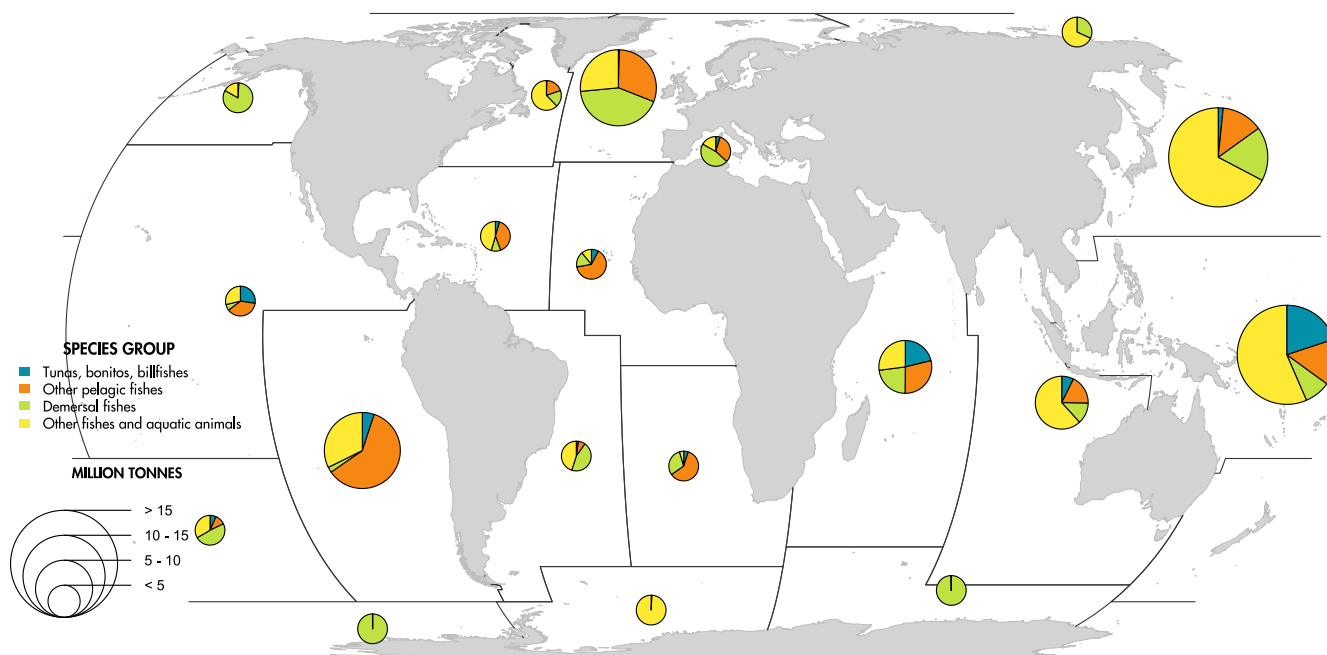 SPECIES GROUP
Tunas, bonitos, billfishes
Other pelagic fishes
Demersal fishes
Other fishes and aquatic animals
MILLION TONNES
> 15
10 - 15
5 - 10
< 5